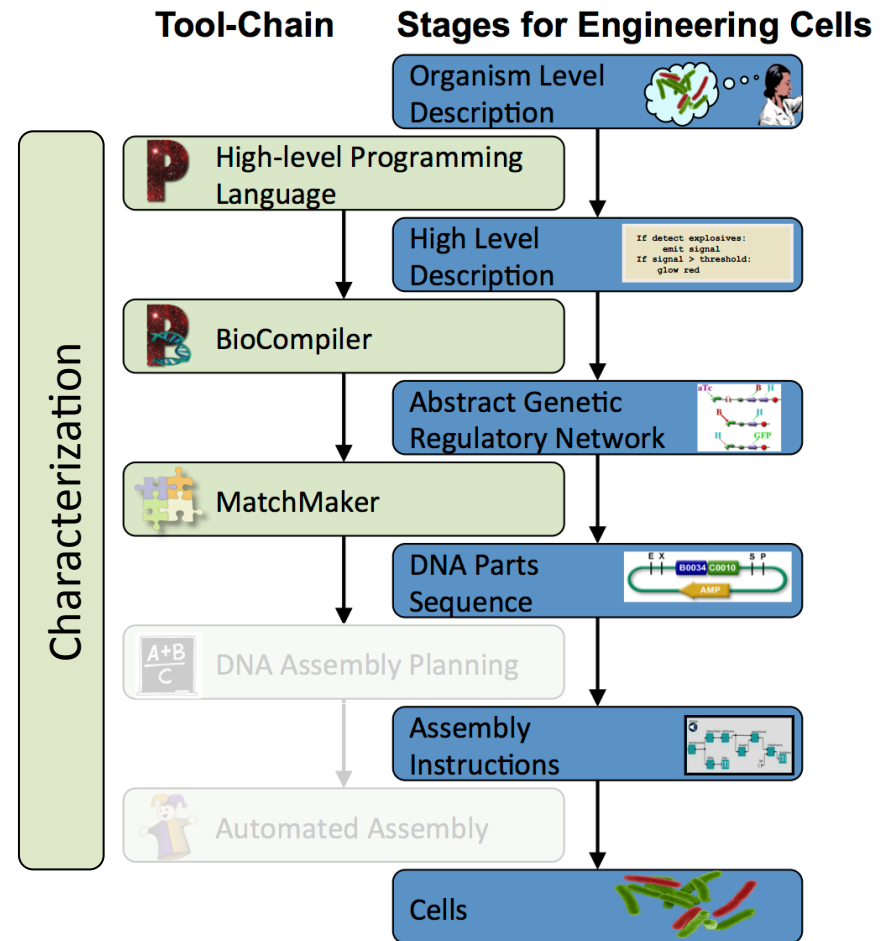 Tool-Chain
Stages for Engineering Cells
Organism Level
Description
High-level Programming
Language
High Level
Description
If detect explosives:
emit signal
If signal > threshold:
glow red
BioCompiler
Abstract Genetic
Regulatory Network
aTc
B H
B
H
H
GFP
MatchMaker
DNA Parts
Sequence
E X
B0034 C0010
S P
AMP
A+B
C
DNA Assembly Planning
Assembly
Instructions
Automated Assembly
Cells
Characterization